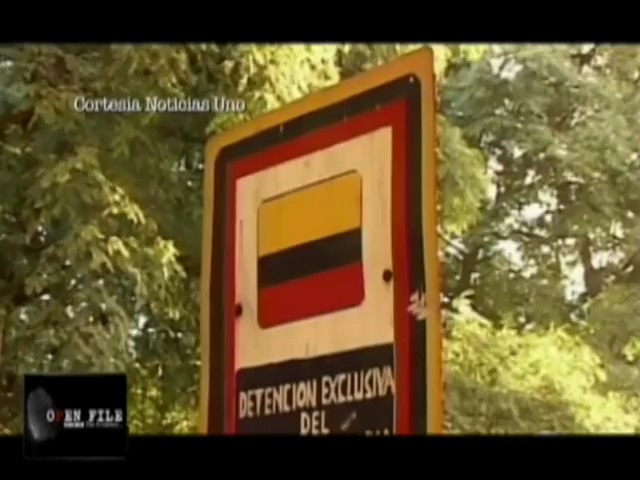 Cortesia Noticias Uno
DETENCION EXCLUSIVA
DEL
OPEN FILE